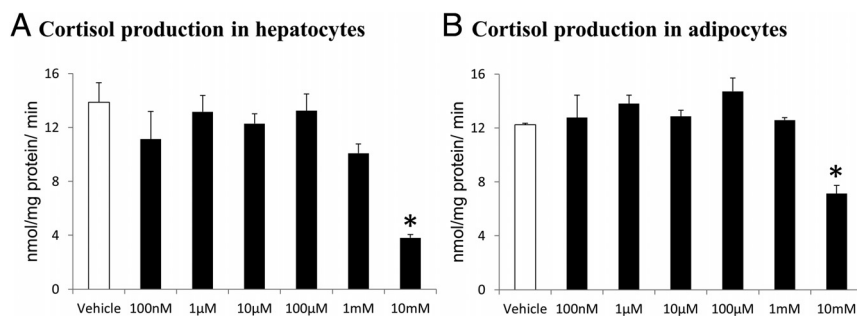 A Cortisol production in hepatocytes
nmol/mg protein/ min
16
12
8
4
0
*
Vehicle 100nM 1µM 10µM 100µM 1mM 10mM
B Cortisol production in adipocytes
nmol/mg protein/ min
16
12
8
4
0
*
Vehicle 100nM 1µM 10µM 100µM 1mM 10mM